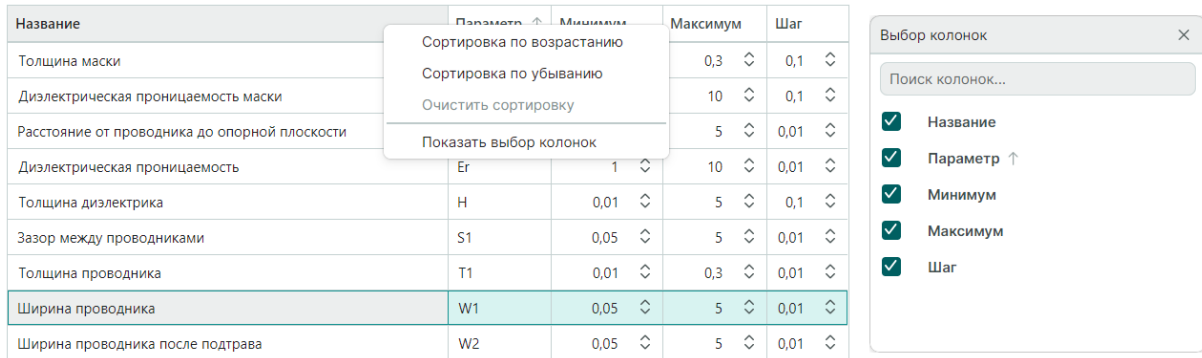 Название Параметр ↑ Минимум Максимум Шаг
Толщина маски 0,3 0,1
Диэлектрическая проницаемость маски 10 0,1
Расстояние от проводника до опорной плоскости 5 0,01
Диэлектрическая проницаемость Er 1 10 0,01
Толщина диэлектрика H 0,01 5 0,1
Зазор между проводниками S1 0,05 5 0,01
Толщина проводника T1 0,01 0,3 0,01
Ширина проводника W1 0,05 5 0,01
Ширина проводника после подтрава W2 0,05 5 0,01
Сортировка по возрастанию
Сортировка по убыванию
Очистить сортировку
Показать выбор колонок
Выбор колонок
Поиск колонок...
Название
Параметр ↑
Минимум
Максимум
Шаг